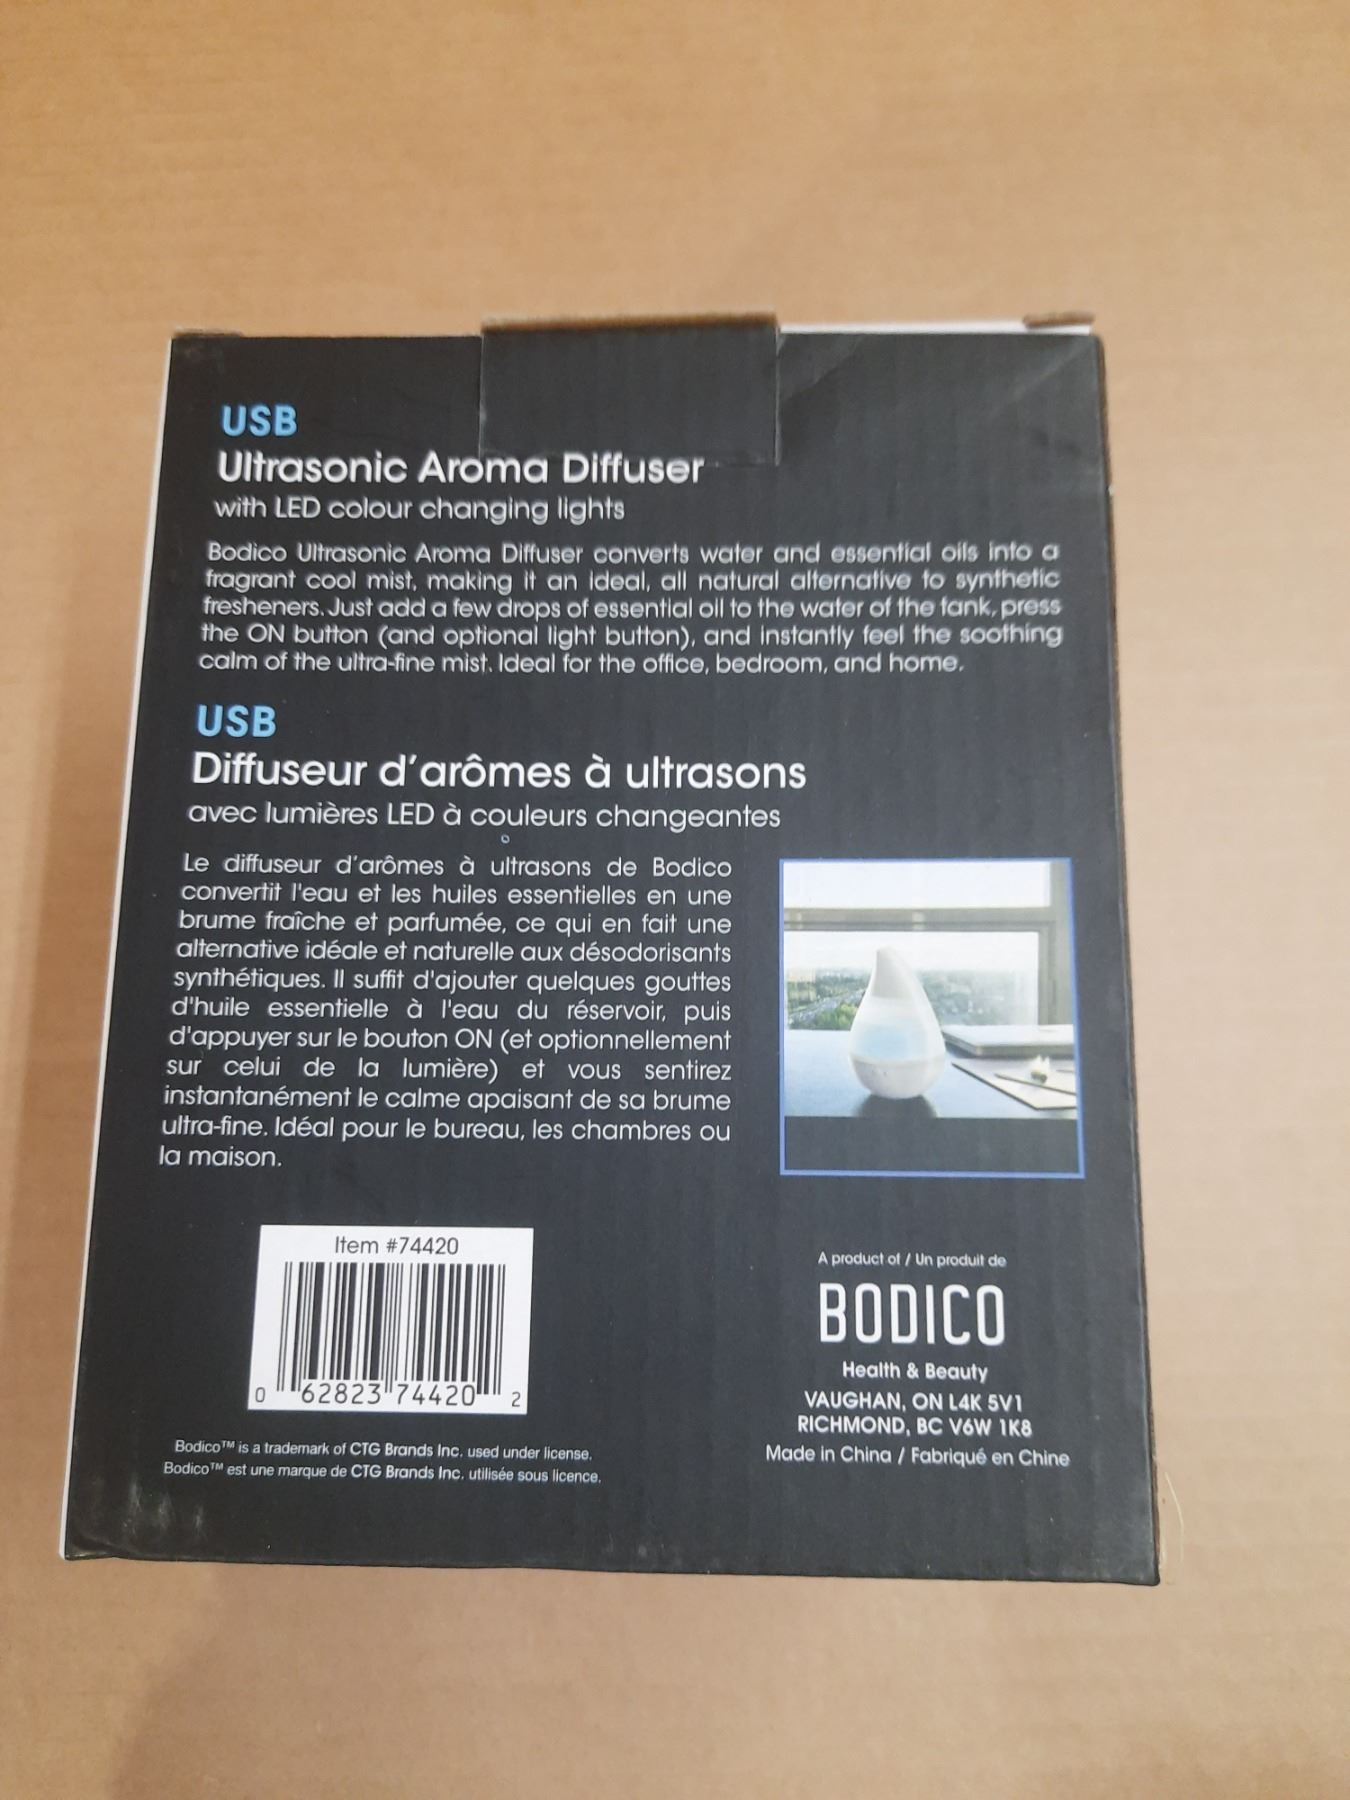 USB
Ultrasonic Aroma Diffuser
with LED colour changing lights
Bodico Ultrasonic Aroma Diffuser converts water and essential oils into a
fragrant cool mist, making it an ideal, all natural alternative to synthetic
fresheners. Just add a few drops of essential oil to the water of the tank, press
the ON button (and optional light button), and instantly feel the soothing
calm of the ultra-fine mist. Ideal for the office, bedroom, and home.
USB
Diffuseur d'arômes à ultrasons
avec lumières LED à couleurs changeantes
Le diffuseur d'arômes à ultrasons de Bodico
convertit l'eau et les huiles essentielles en une
brume fraîche et parfumée, ce qui en fait une
alternative idéale et naturelle aux désodorisants
synthétiques. Il suffit d'ajouter quelques gouttes
d'huile essentielle à l'eau du réservoir, puis
d'appuyer sur le bouton ON (et optionnellement
sur celui de la lumière) et vous sentirez
instantanément le calme apaisant de sa brume
ultra-fine. Idéal pour le bureau, les chambres ou
la maison.
Item #74420
0 62823 74420 2
Bodico™ is a trademark of CTG Brands Inc. used under license.
Bodico™ est une marque de CTG Brands Inc. utilisée sous licence.
A product of / Un produit de
BODICO
Health & Beauty
VAUGHAN, ON L4K 5V1
RICHMOND, BC V6W 1K8
Made in China / Fabriqué en Chine